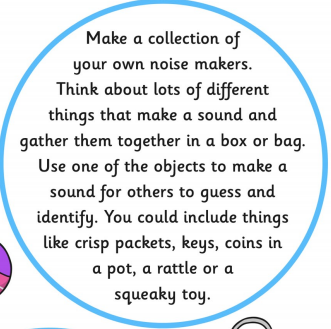 Make a collection of
your own noise makers.
Think about lots of different
things that make a sound and
gather them together in a box or bag.
Use one of the objects to make a
sound for others to guess and
identify. You could include things
like crisp packets, keys, coins in
a pot, a rattle or a
squeaky toy.